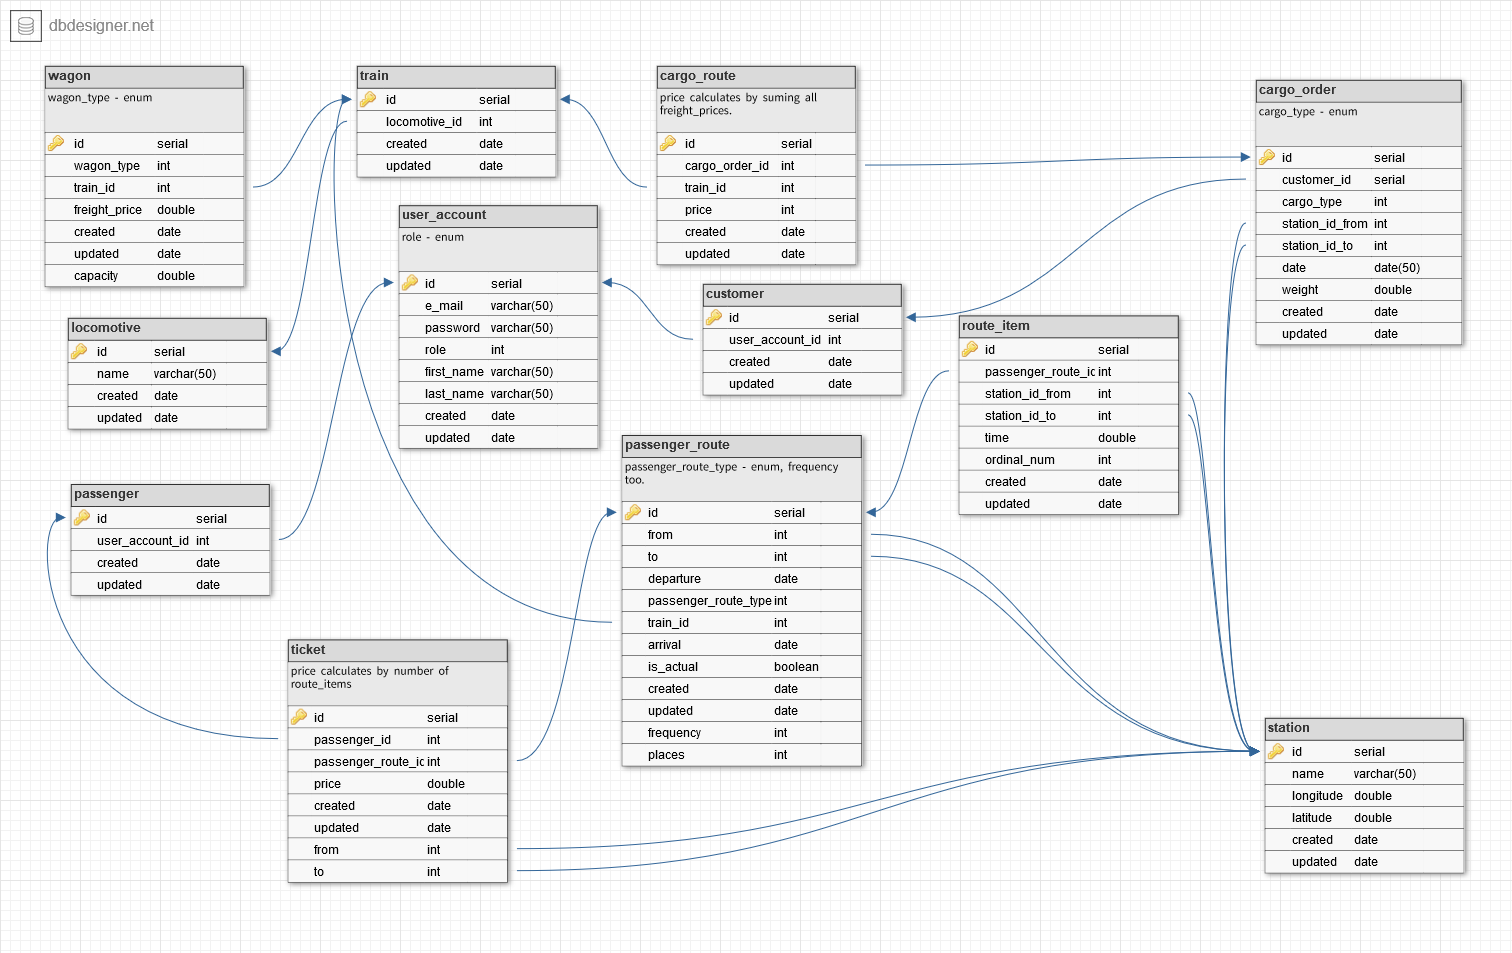 dbdesigner.net
wagon
wagon_type - enum
id serial
wagon_type int
train_id int
freight_price double
created date
updated date
capacity double
train
id serial
locomotive_id int
created date
updated date
cargo_route
price calculates by suming all
freight_prices.
id serial
cargo_order_id int
train_id int
price int
created date
updated date
cargo_order
cargo_type - enum
id serial
customer_id serial
cargo_type int
station_id_from int
station_id_to int
date date(50)
weight double
created date
updated date
user_account
role - enum
id serial
e_mail varchar(50)
password varchar(50)
role int
first_name varchar(50)
last_name varchar(50)
created date
updated date
customer
id serial
user_account_id int
created date
updated date
locomotive
id serial
name varchar(50)
created date
updated date
route_item
id serial
passenger_route_ic int
station_id_from int
station_id_to int
time double
ordinal_num int
created date
updated date
passenger_route
passenger_route_type - enum, frequency
too.
id serial
from int
to int
departure date
passenger_route_type int
train_id int
arrival date
is_actual boolean
created date
updated date
frequency int
places int
passenger
id serial
user_account_id int
created date
updated date
ticket
price calculates by number of
route_items
id serial
passenger_id int
passenger_route_ic int
price double
created date
updated date
from int
to int
station
id serial
name varchar(50)
longitude double
latitude double
created date
updated date